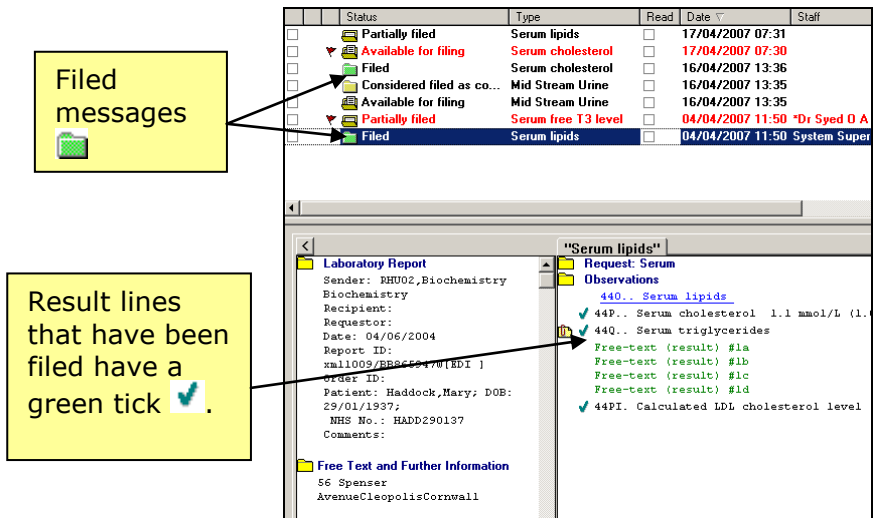 Filed
messages
Status Type Read Date Staff
Partially filed Serum lipids 17/04/2007 07:31
Available for filing Serum cholesterol 17/04/2007 07:30
Filed Serum cholesterol 16/04/2007 13:36
Considered filed as co... Mid Stream Urine 16/04/2007 13:35
Available for filing Mid Stream Urine 16/04/2007 13:35
Partially filed Serum free T3 level 04/04/2007 11:50 *Dr Syed O A
Filed Serum lipids 04/04/2007 11:50 System Super
Result lines
that have been
filed have a
green tick ✓.
<
Laboratory Report
Sender: RHU02,Biochemistry
Biochemistry
Recipient:
Requestor:
Date: 04/06/2004
Report ID:
xml1009/BB865947W[EDI ]
Order ID:
Patient: Haddock,Mary; DOB:
29/01/1937;
NHS No.: HADD290137
Comments:
Free Text and Further Information
56 Spenser
AvenueCleopolisCornwall
"Serum lipids"
Request: Serum
Observations
440.. Serum lipids
✓ 44P.. Serum cholesterol 1.1 mmol/L (1.
✓ 44Q.. Serum triglycerides
Free-text (result) #1a
Free-text (result) #1b
Free-text (result) #1c
Free-text (result) #1d
✓ 44PI. Calculated LDL cholesterol level